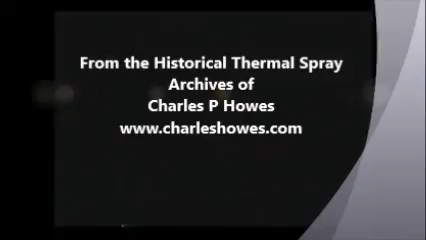 From the Historical Thermal Spray
Archives of
Charles P Howes
www.charleshowes.com